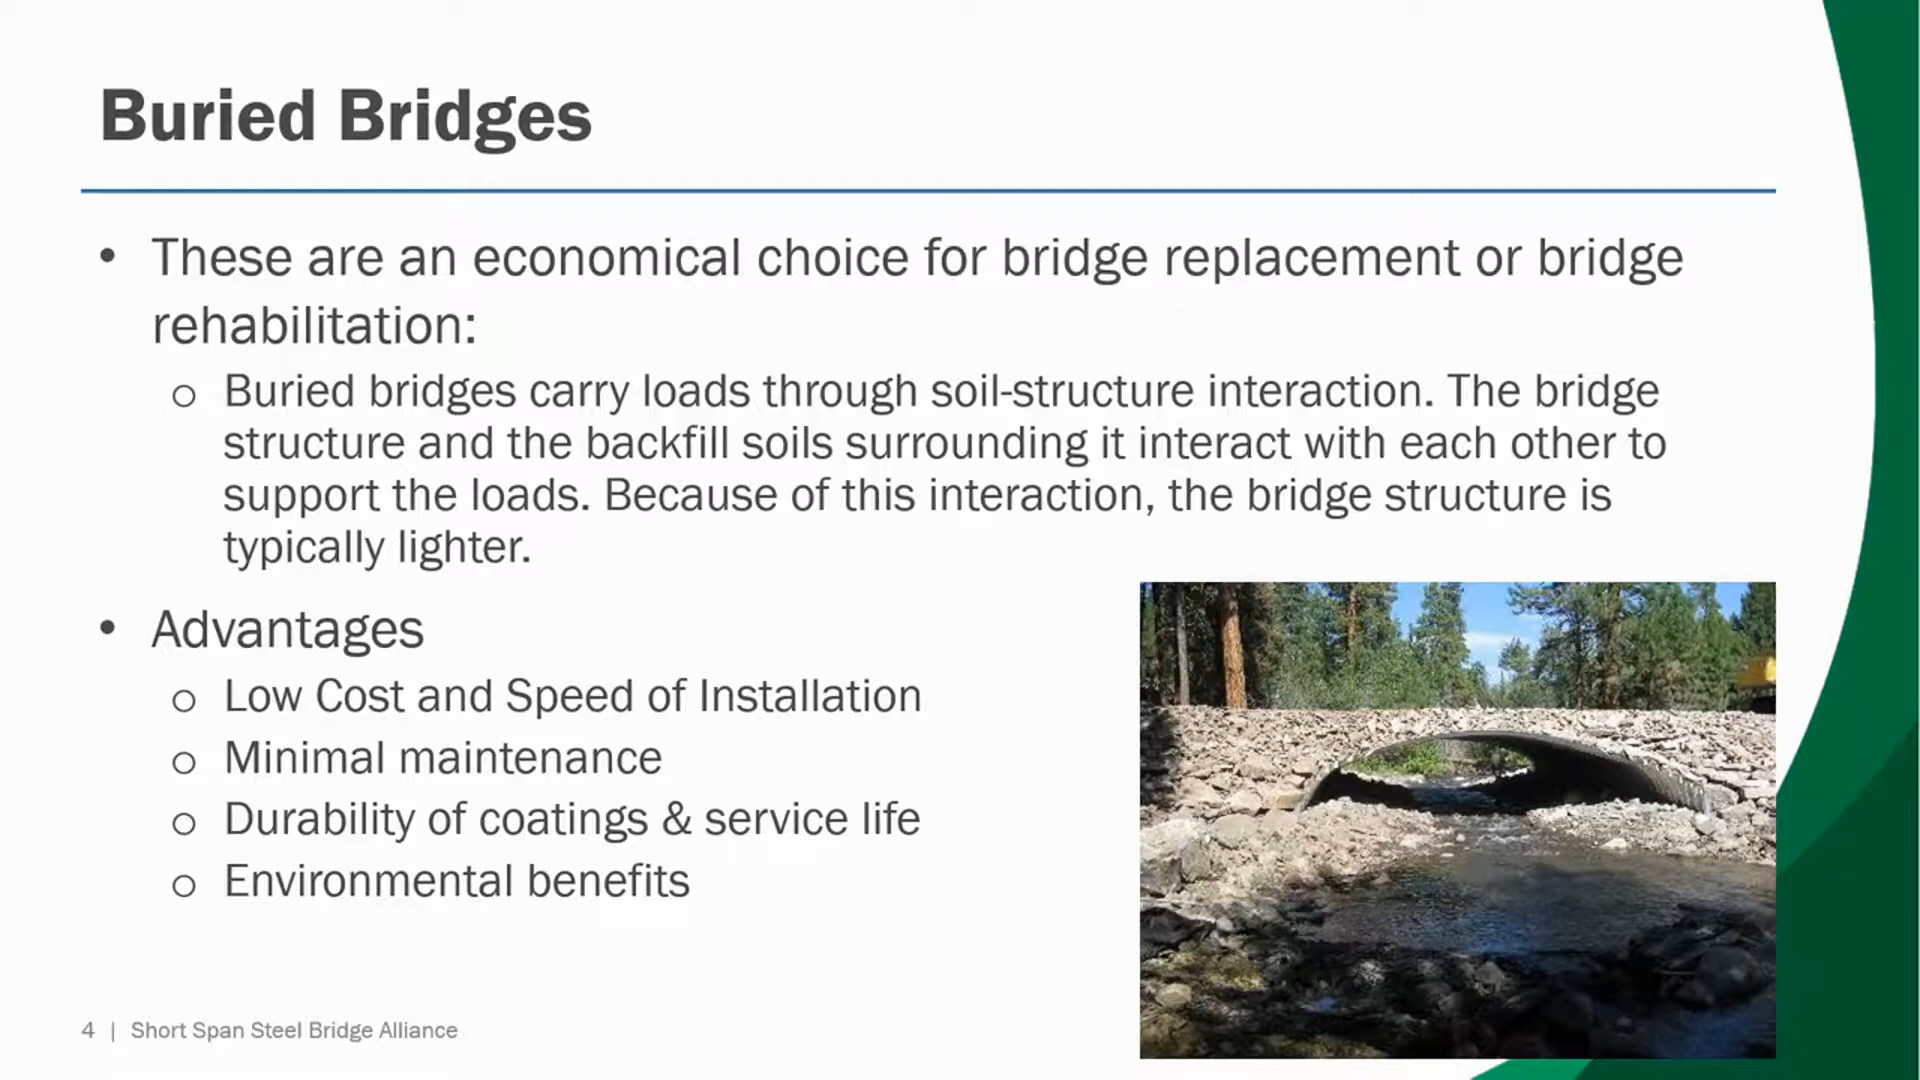 Buried Bridges
• These are an economical choice for bridge replacement or bridge
rehabilitation:
o Buried bridges carry loads through soil-structure interaction. The bridge
structure and the backfill soils surrounding it interact with each other to
support the loads. Because of this interaction, the bridge structure is
typically lighter.
• Advantages
o Low Cost and Speed of Installation
o Minimal maintenance
o Durability of coatings & service life
o Environmental benefits
4 | Short Span Steel Bridge Alliance